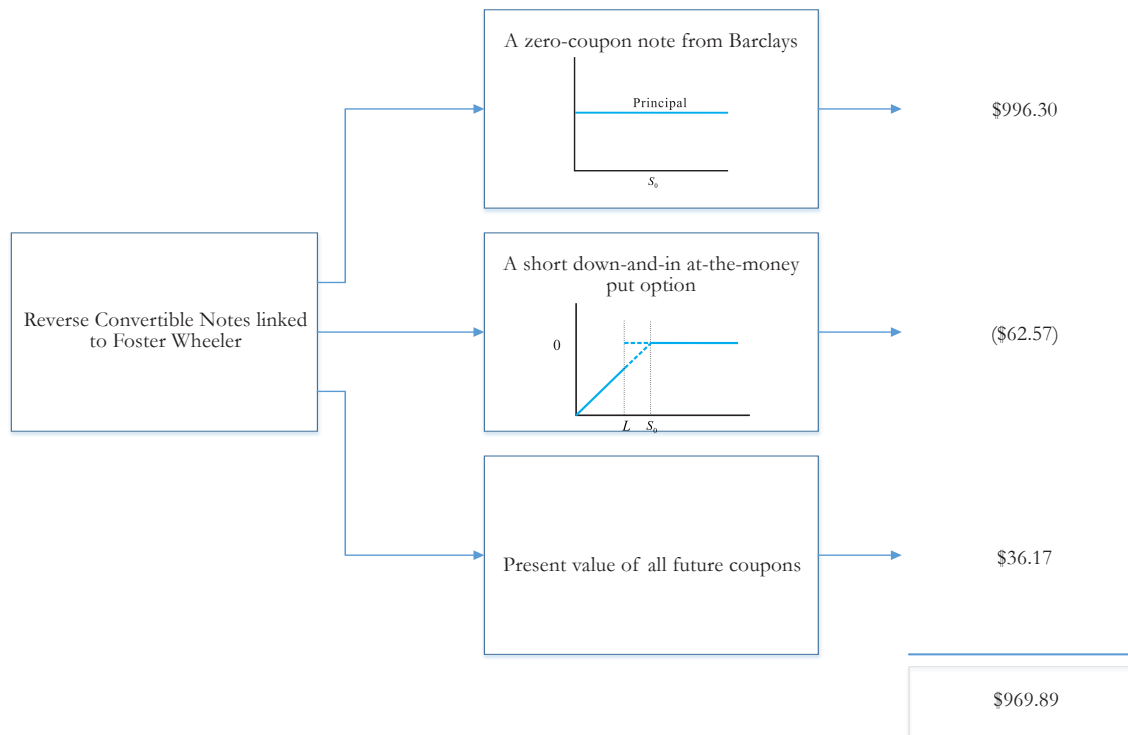 A zero-coupon note from Barclays
Principal
S₀
$996.30
Reverse Convertible Notes linked
to Foster Wheeler
A short down-and-in at-the-money
put option
0
L
S₀
($62.57)
Present value of all future coupons
$36.17
$969.89